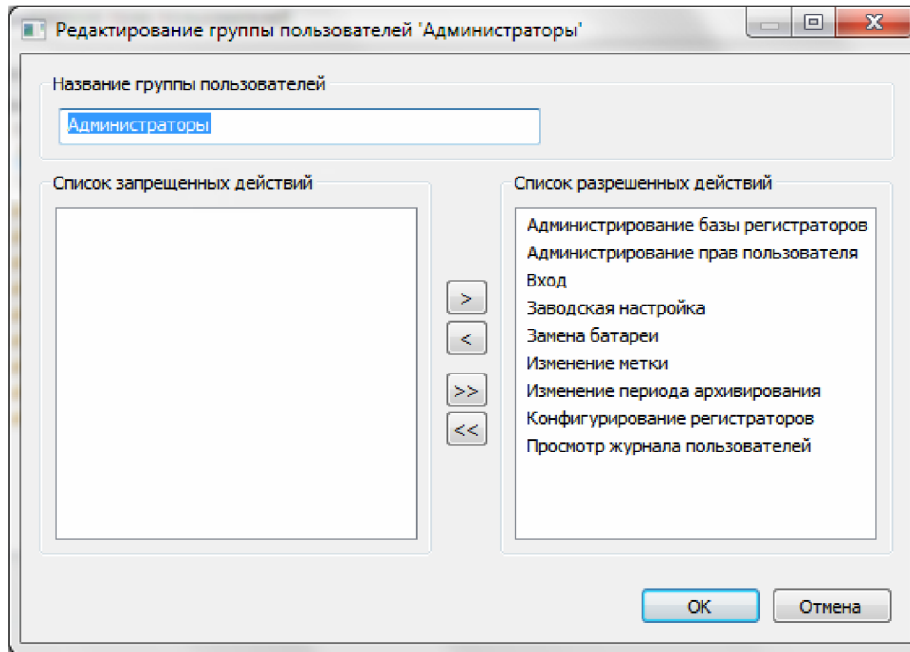 Редактирование группы пользователей 'Администраторы'
Название группы пользователей
Администраторы
Список запрещенных действий
Список разрешенных действий
Администрирование базы регистраторов
Администрирование прав пользователя
Вход
Заводская настройка
Замена батареи
Изменение метки
Изменение периода архивирования
Конфигурирование регистраторов
Просмотр журнала пользователей
>
<
>>
<<
OK
Отмена